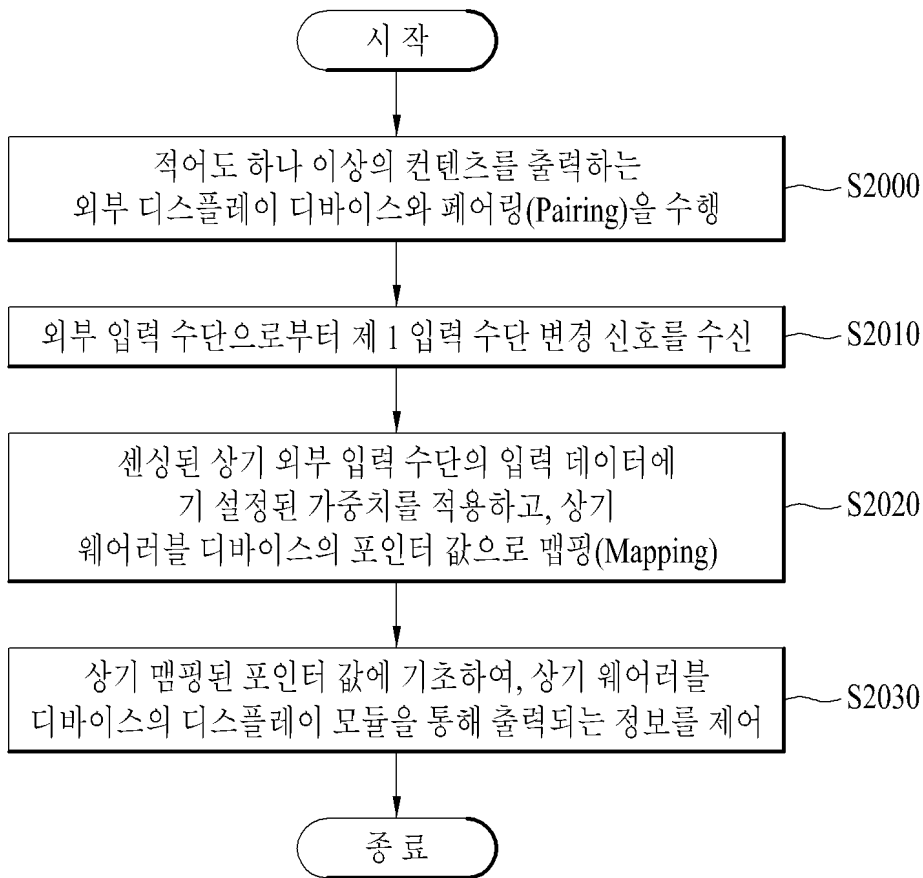 시 작
적어도 하나 이상의 컨텐츠를 출력하는
외부 디스플레이 디바이스와 페어링(Pairing)을 수행
S2000
외부 입력 수단으로부터 제 1 입력 수단 변경 신호를 수신
S2010
센싱된 상기 외부 입력 수단의 입력 데이터에
기 설정된 가중치를 적용하고, 상기
웨어러블 디바이스의 포인터 값으로 맵핑(Mapping)
S2020
상기 맵핑된 포인터 값에 기초하여, 상기 웨어러블
디바이스의 디스플레이 모듈을 통해 출력되는 정보를 제어
S2030
종 료